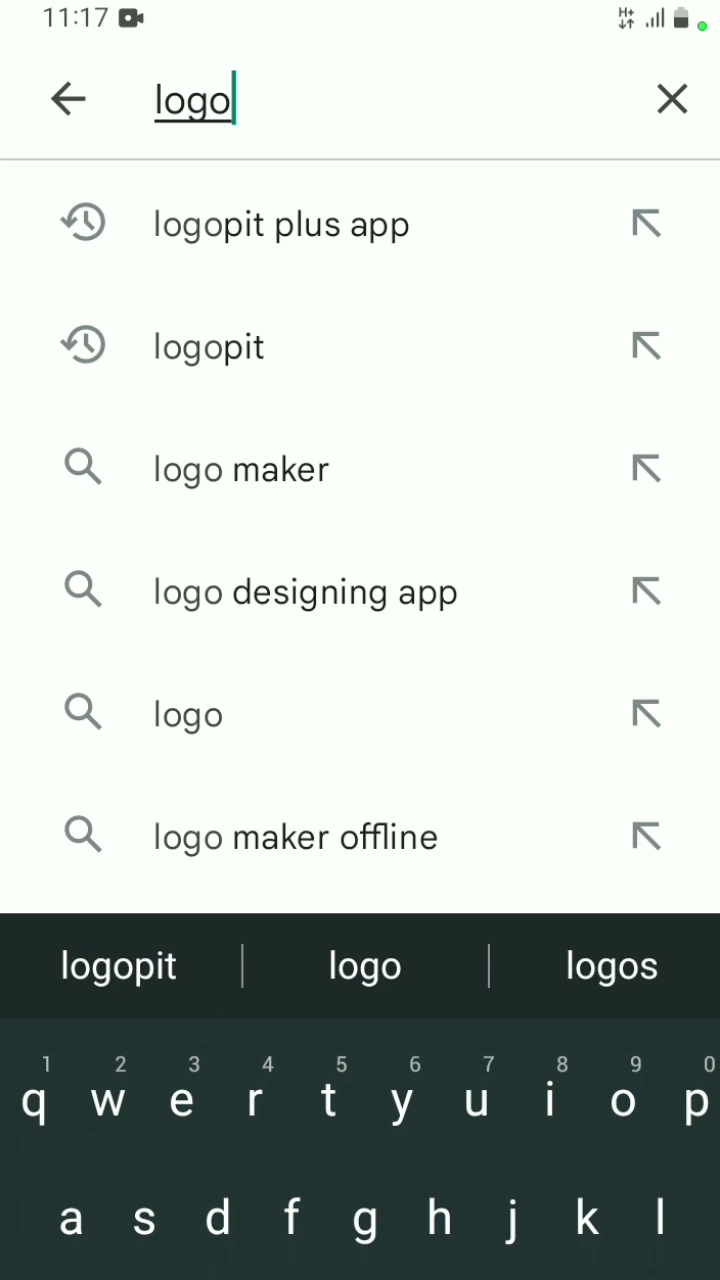 11:17 H+
logo
logopit plus app
logopit
logo maker
logo designing app
logo
logo maker offline
logopit logo logos
1 2 3 4 5 6 7 8 9 0
q w e r t y u i o p
a s d f g h j k l